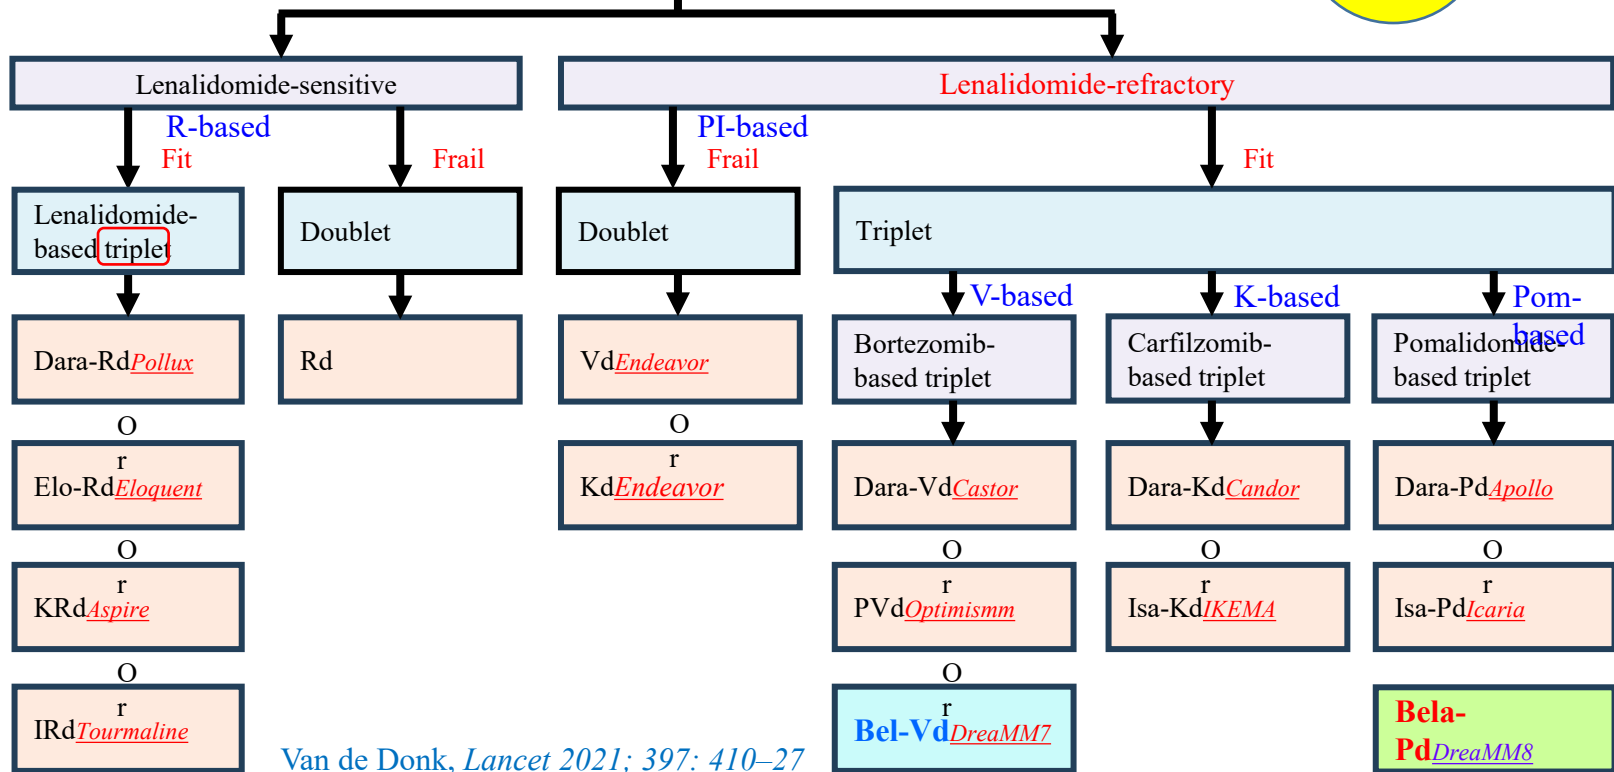 Lenalidomide-sensitive
Lenalidomide-refractory
R-based
Fit
Frail
PI-based
Frail
Fit
Lenalidomide-
based triplet
Doublet
Doublet
Triplet
V-based
K-based
Pom-
based
Dara-RdPollux
Rd
VdEndeavor
Bortezomib-
based triplet
Carfilzomib-
based triplet
Pomalidomide-
based triplet
O
r
O
r
Elo-RdEloquent
KdEndeavor
Dara-VdCastor
Dara-KdCandor
Dara-PdApollo
O
r
O
r
O
r
O
r
KRdAspire
PVdOptimismm
Isa-KdIKEMA
Isa-PdIcaria
O
r
O
r
IRdTourmaline
Bel-VdDreaMM7
Bela-
PdDreaMM8
Van de Donk, Lancet 2021; 397: 410–27